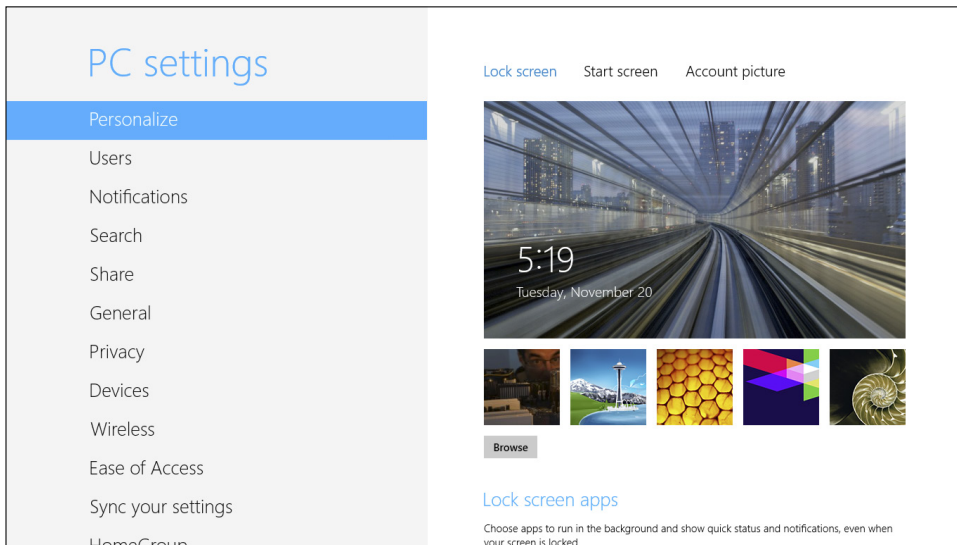 PC settings
Personalize
Users
Notifications
Search
Share
General
Privacy
Devices
Wireless
Ease of Access
Sync your settings
HomeGroup
Lock screen Start screen Account picture
5:19
Tuesday, November 20
Browse
Lock screen apps
Choose apps to run in the background and show quick status and notifications, even when
your screen is locked